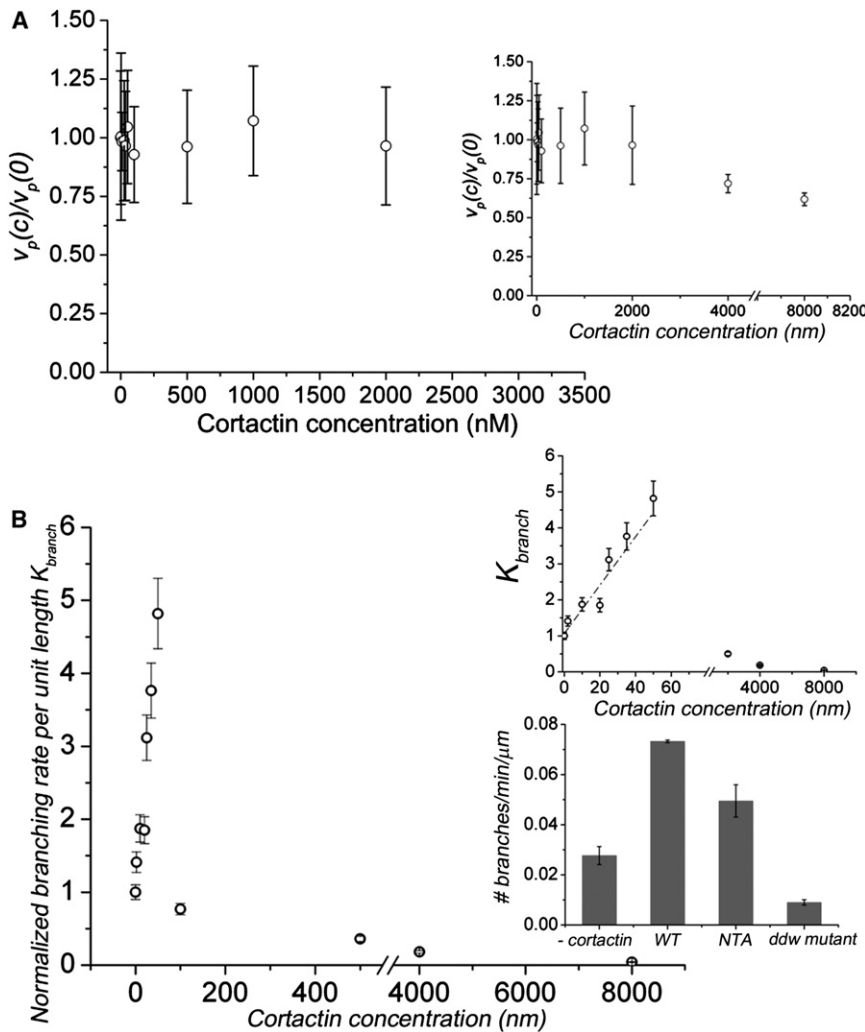 A
1.50
1.25
1.00
0.75
0.50
0.25
0.00
v_p(c)/v_p(0)
0 500 1000 1500 2000 2500 3000 3500
Cortactin concentration (nM)
1.50
1.25
1.00
0.75
0.50
0.25
0.00
v_p(c)/v_p(0)
0 2000 4000 8000 8200
Cortactin concentration (nm)
B
6
5
4
3
2
1
0
Normalized branching rate per unit length K_branch
0 200 400 4000 6000 8000
Cortactin concentration (nm)
6
5
4
3
2
1
0
K_branch
0 20 40 60 4000 8000
Cortactin concentration (nm)
0.08
0.06
0.04
0.02
0.00
# branches/min/µm
- cortactin WT NTA ddw mutant